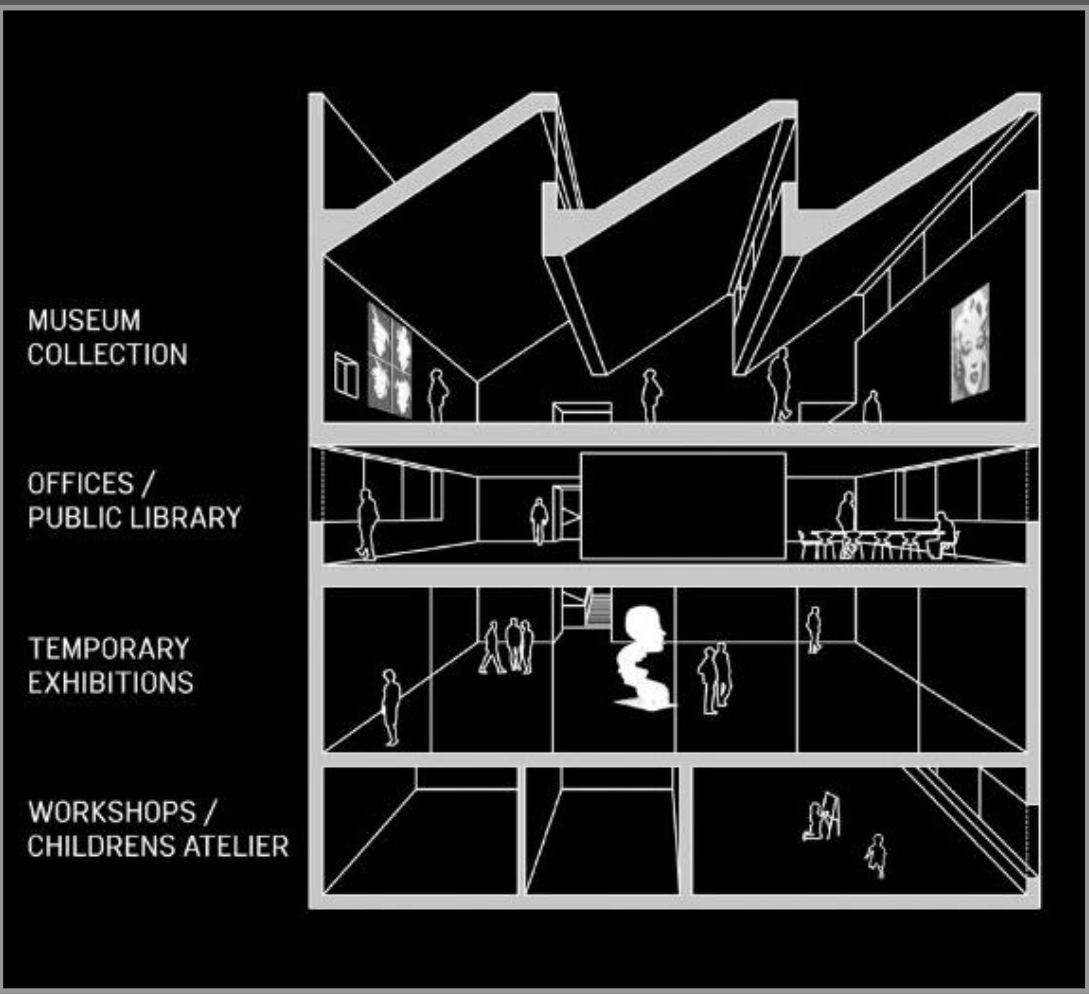 MUSEUM
COLLECTION
OFFICES /
PUBLIC LIBRARY
TEMPORARY
EXHIBITIONS
WORKSHOPS /
CHILDRENS ATELIER